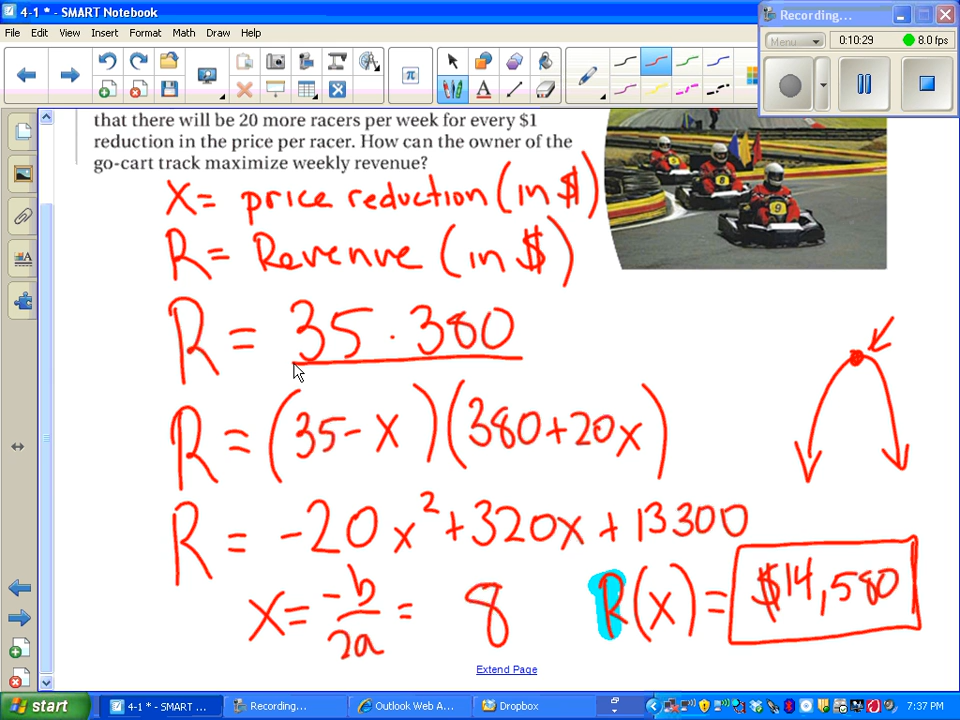 4-1 * - SMART Notebook
Recording...
File Edit View Insert Format Math Draw Help
Menu
0:10:29
8.0 fps
π
A
that there will be 20 more racers per week for every $1
reduction in the price per racer. How can the owner of the
go-cart track maximize weekly revenue?
X = price reduction (in $)
R = Revenue (in $)
R = 35 · 380
R = (35 - x)(380 + 20x)
R = -20x² + 320x + 13300
x = -b/2a = 8
R(x) = $14,580
Extend Page
start
4-1 * - SMART ...
Recording...
Outlook Web A...
Dropbox
7:37 PM